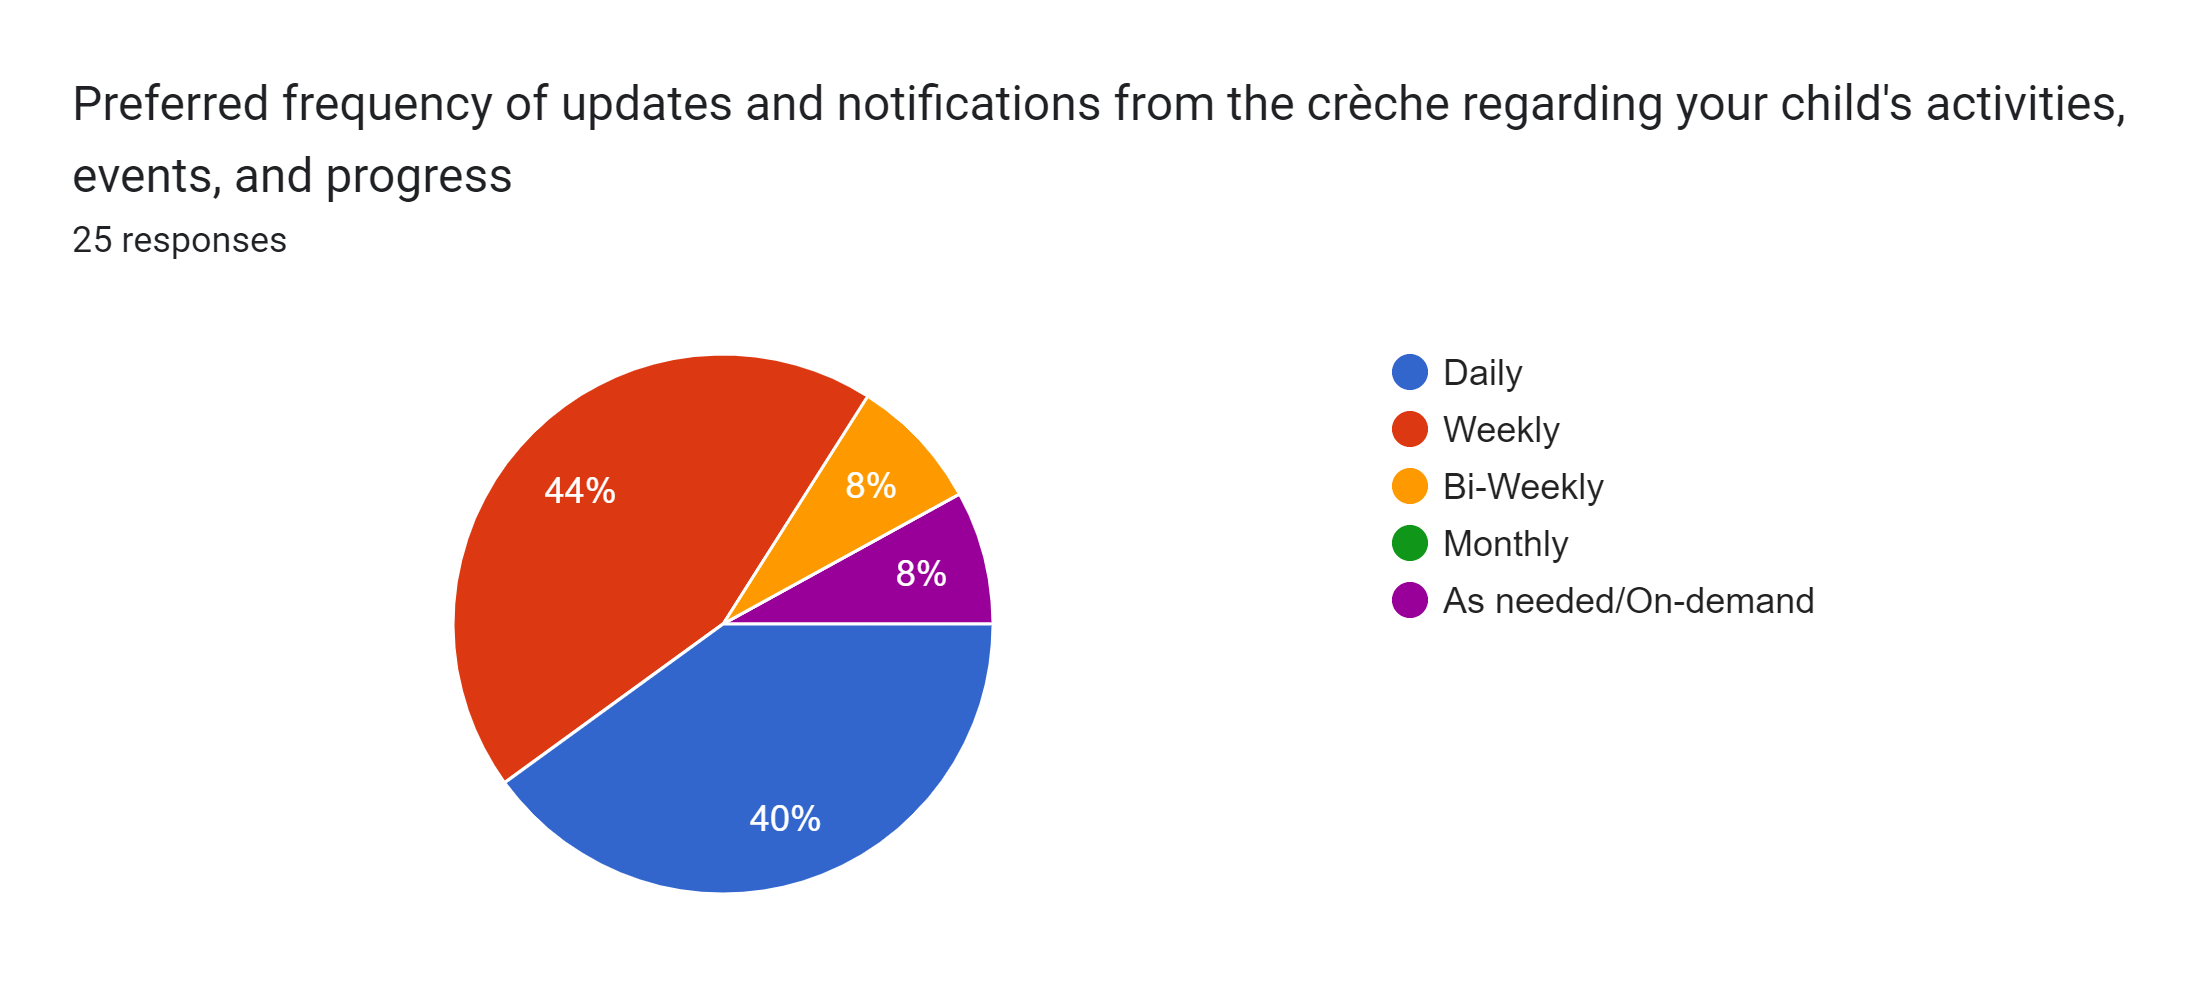 Preferred frequency of updates and notifications from the crèche regarding your child's activities,
events, and progress
25 responses
44%
8%
8%
40%
Daily
Weekly
Bi-Weekly
Monthly
As needed/On-demand